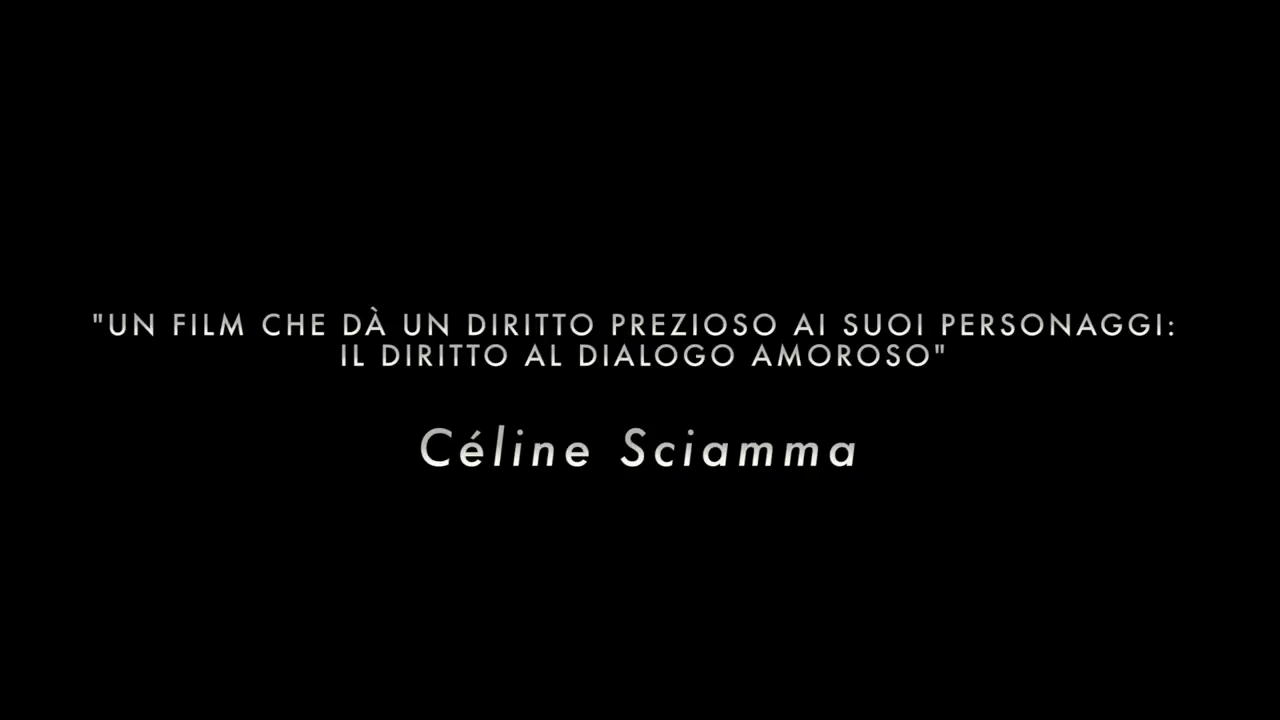 "UN FILM CHE DÀ UN DIRITTO PREZIOSO AI SUOI PERSONAGGI:
IL DIRITTO AL DIALOGO AMOROSO"
Céline Sciamma